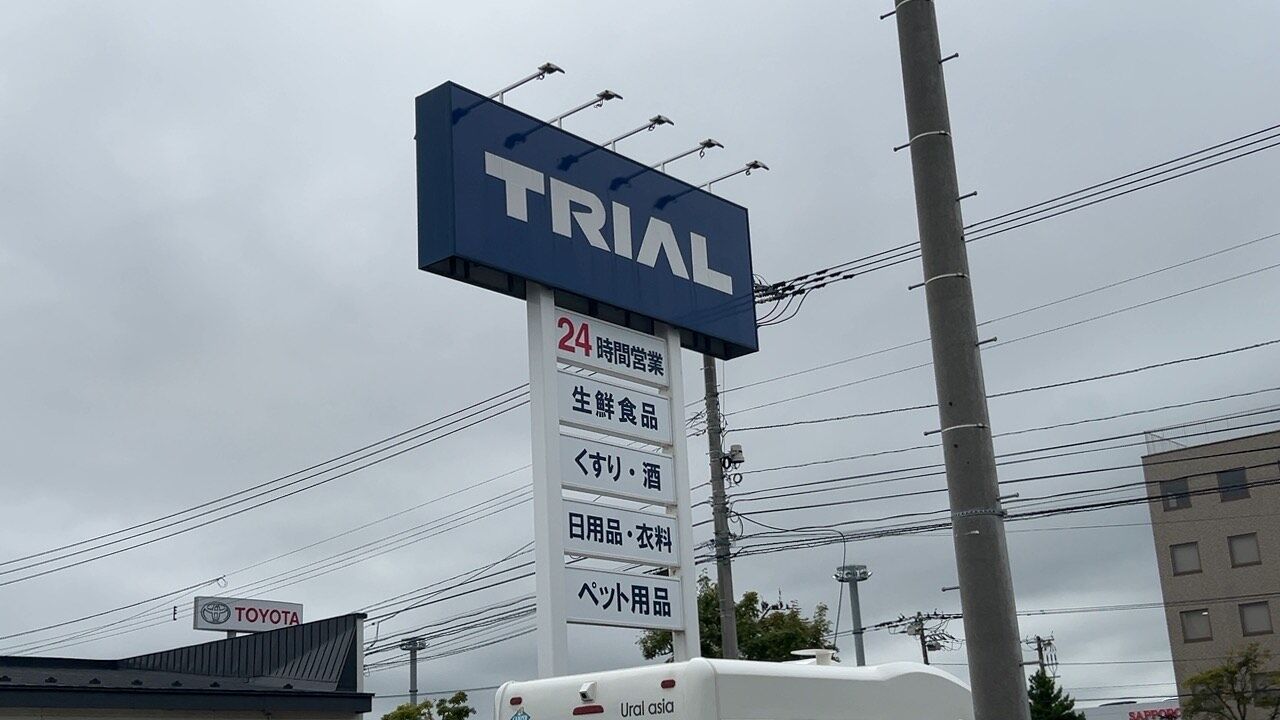 TRIAL
24時間営業
生鮮食品
くすり・酒
日用品・衣料
ペット用品
TOYOTA
Ural asia
SAPPORO